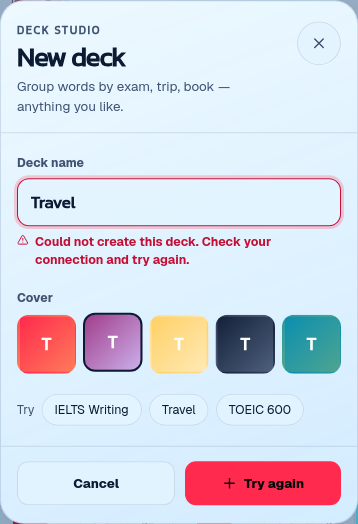 DECK STUDIO
New deck
Group words by exam, trip, book —
anything you like.
Deck name
Travel
Could not create this deck. Check your
connection and try again.
Cover
T T T T T
Try IELTS Writing Travel TOEIC 600
Cancel + Try again